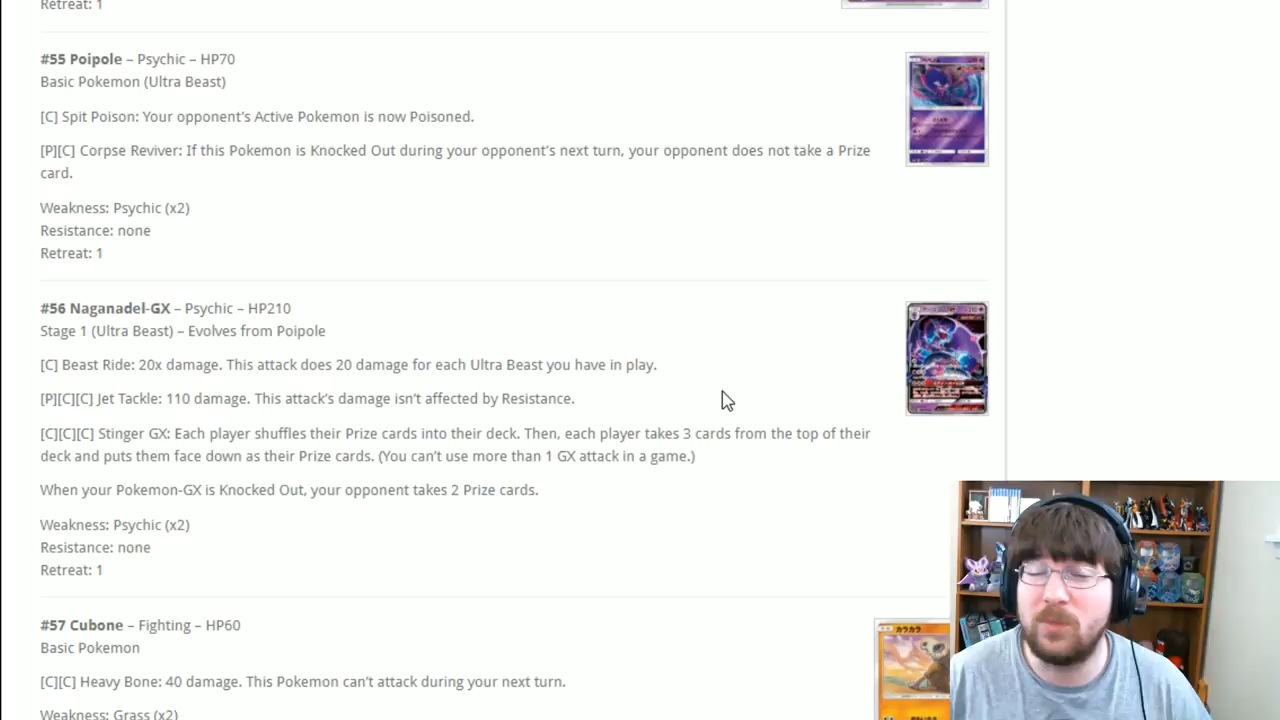 Retreat: 1
#55 Poipole – Psychic – HP70
Basic Pokemon (Ultra Beast)
[C] Spit Poison: Your opponent's Active Pokemon is now Poisoned.
[P][C] Corpse Reviver: If this Pokemon is Knocked Out during your opponent's next turn, your opponent does not take a Prize
card.
Weakness: Psychic (x2)
Resistance: none
Retreat: 1
#56 Naganadel-GX – Psychic – HP210
Stage 1 (Ultra Beast) – Evolves from Poipole
[C] Beast Ride: 20x damage. This attack does 20 damage for each Ultra Beast you have in play.
[P][C][C] Jet Tackle: 110 damage. This attack's damage isn't affected by Resistance.
[C][C][C] Stinger GX: Each player shuffles their Prize cards into their deck. Then, each player takes 3 cards from the top of their
deck and puts them face down as their Prize cards. (You can't use more than 1 GX attack in a game.)
When your Pokemon-GX is Knocked Out, your opponent takes 2 Prize cards.
Weakness: Psychic (x2)
Resistance: none
Retreat: 1
#57 Cubone – Fighting – HP60
Basic Pokemon
カラカラ
[C][C] Heavy Bone: 40 damage. This Pokemon can't attack during your next turn.
Weakness: Grass (x2)